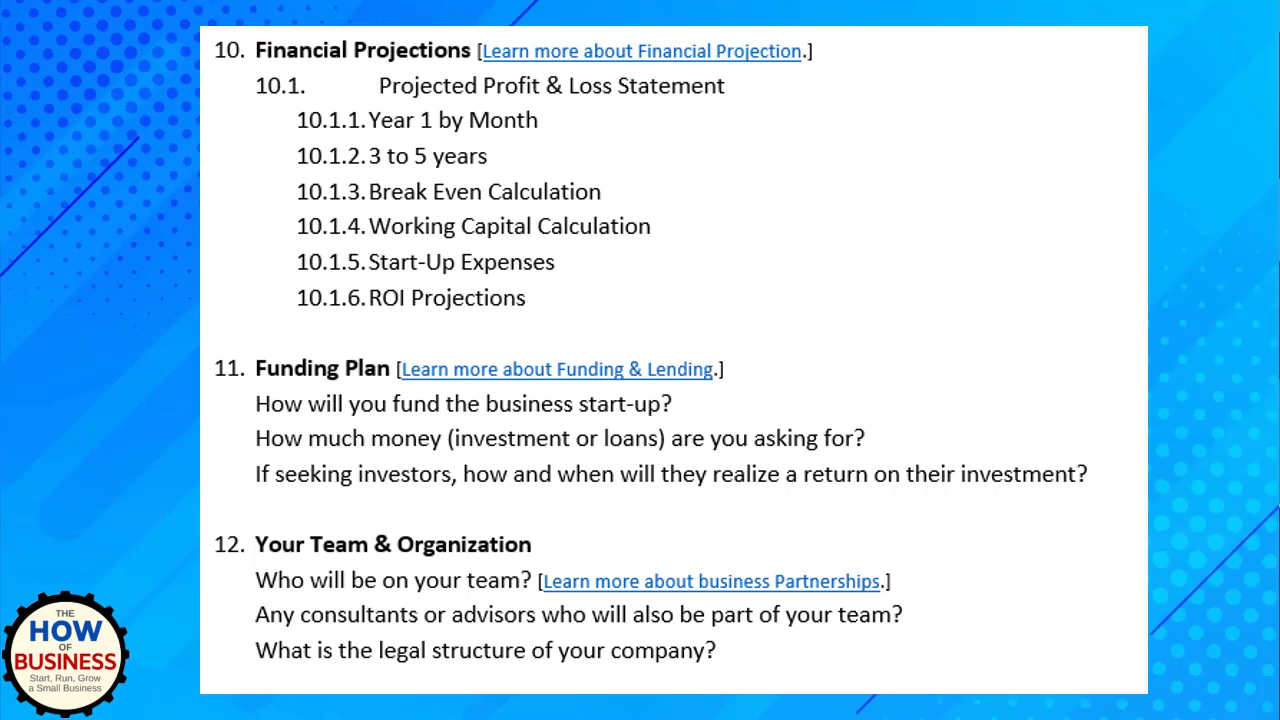 10. Financial Projections [Learn more about Financial Projection.]
10.1. Projected Profit & Loss Statement
10.1.1. Year 1 by Month
10.1.2. 3 to 5 years
10.1.3. Break Even Calculation
10.1.4. Working Capital Calculation
10.1.5. Start-Up Expenses
10.1.6. ROI Projections
11. Funding Plan [Learn more about Funding & Lending.]
How will you fund the business start-up?
How much money (investment or loans) are you asking for?
If seeking investors, how and when will they realize a return on their investment?
12. Your Team & Organization
Who will be on your team? [Learn more about business Partnerships.]
Any consultants or advisors who will also be part of your team?
What is the legal structure of your company?
THE
HOW
OF
BUSINESS
Start, Run, Grow
a Small Business